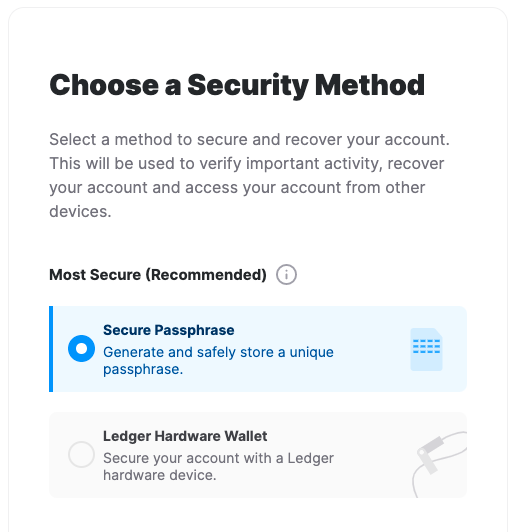 Choose a Security Method
Select a method to secure and recover your account.
This will be used to verify important activity, recover
your account and access your account from other
devices.
Most Secure (Recommended)
Secure Passphrase
Generate and safely store a unique
passphrase.
Ledger Hardware Wallet
Secure your account with a Ledger
hardware device.